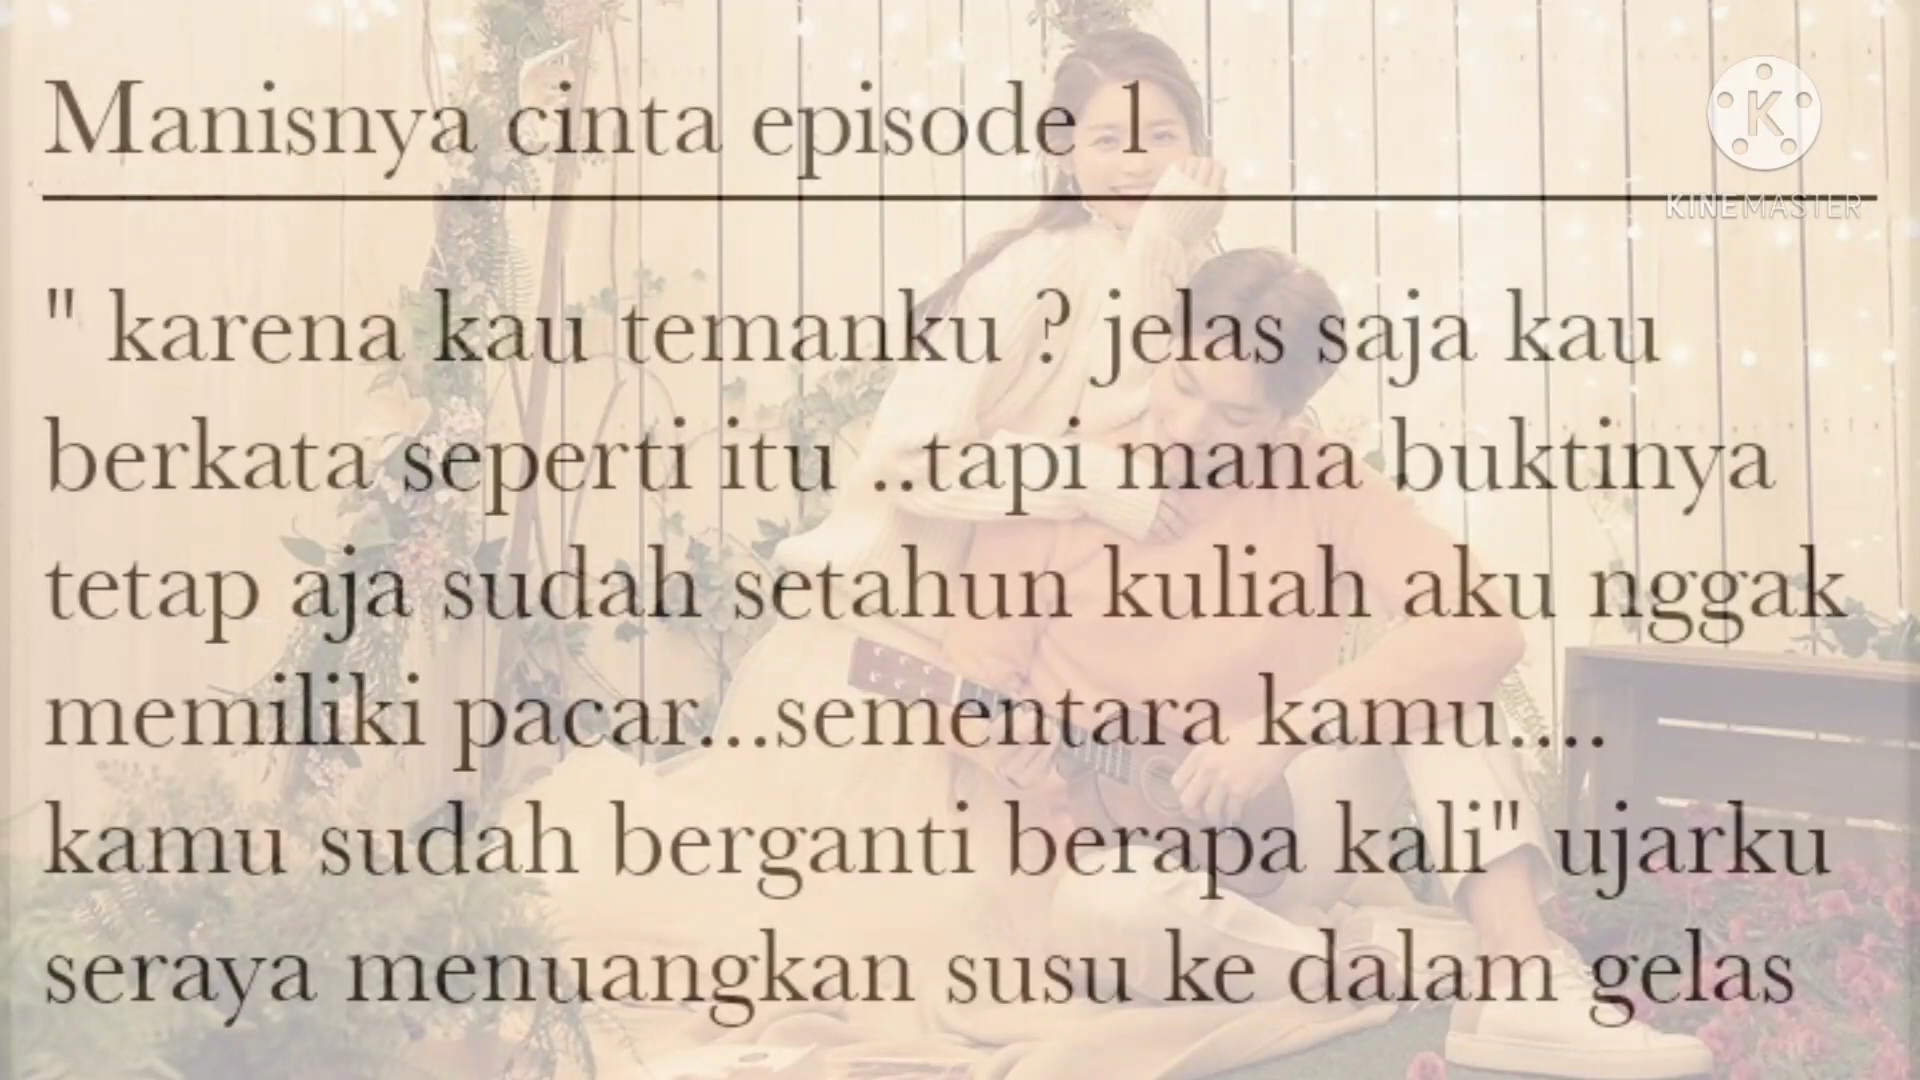 Manisnya cinta episode 1
K
KINEMASTER
" karena kau temanku ? jelas saja kau
berkata seperti itu ..tapi mana buktinya
tetap aja sudah setahun kuliah aku nggak
memiliki pacar...sementara kamu....
kamu sudah berganti berapa kali" ujarku
seraya menuangkan susu ke dalam gelas